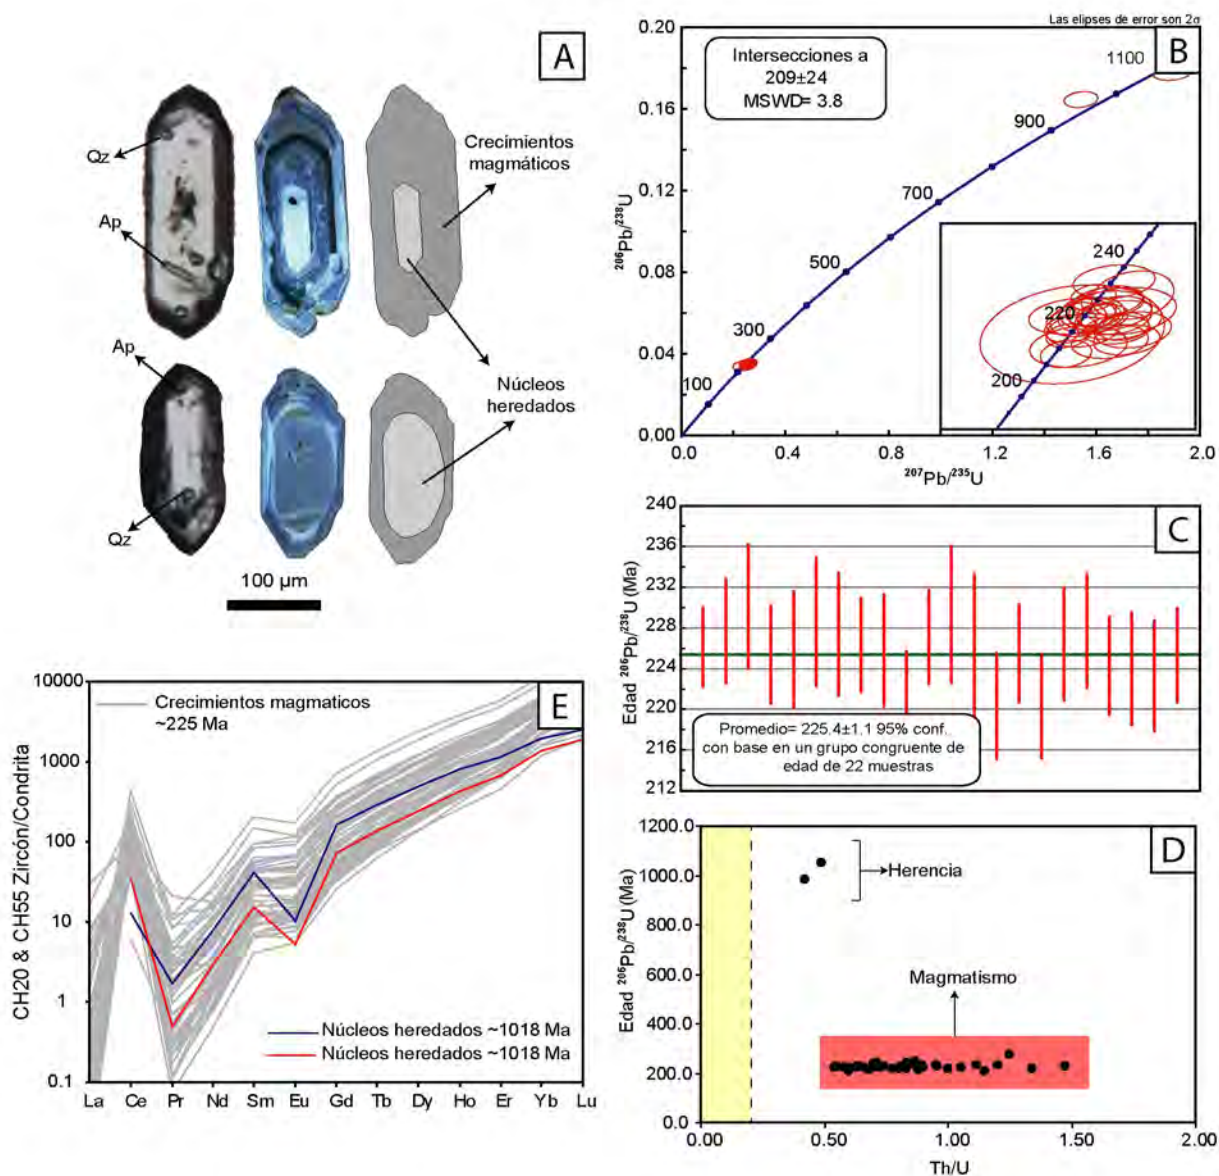 A
Qz
Ap
Ap
Qz
Crecimientos
magmáticos
Núcleos
heredados
100 µm
Las elipses de error son 2σ
B
Intersecciones a
209±24
MSWD= 3.8
0.20
0.16
0.12
0.08
0.04
0.00
206Pb/238U
100
300
500
700
900
1100
200
220
240
0.0
0.4
0.8
1.2
1.6
2.0
207Pb/235U
C
240
236
232
228
224
220
216
212
Edad 206Pb/238U (Ma)
Promedio= 225.4±1.1 95% conf.
con base en un grupo congruente de
edad de 22 muestras
D
1200.0
1000.0
800.0
600.0
400.0
200.0
0.0
Edad 206Pb/238U (Ma)
Herencia
Magmatismo
0.00
0.50
1.00
1.50
2.00
Th/U
E
10000
1000
100
10
1
0.1
CH20 & CH55 Zircón/Condrita
Crecimientos magmaticos
~225 Ma
Núcleos heredados ~1018 Ma
Núcleos heredados ~1018 Ma
La Ce Pr Nd Sm Eu Gd Tb Dy Ho Er Yb Lu